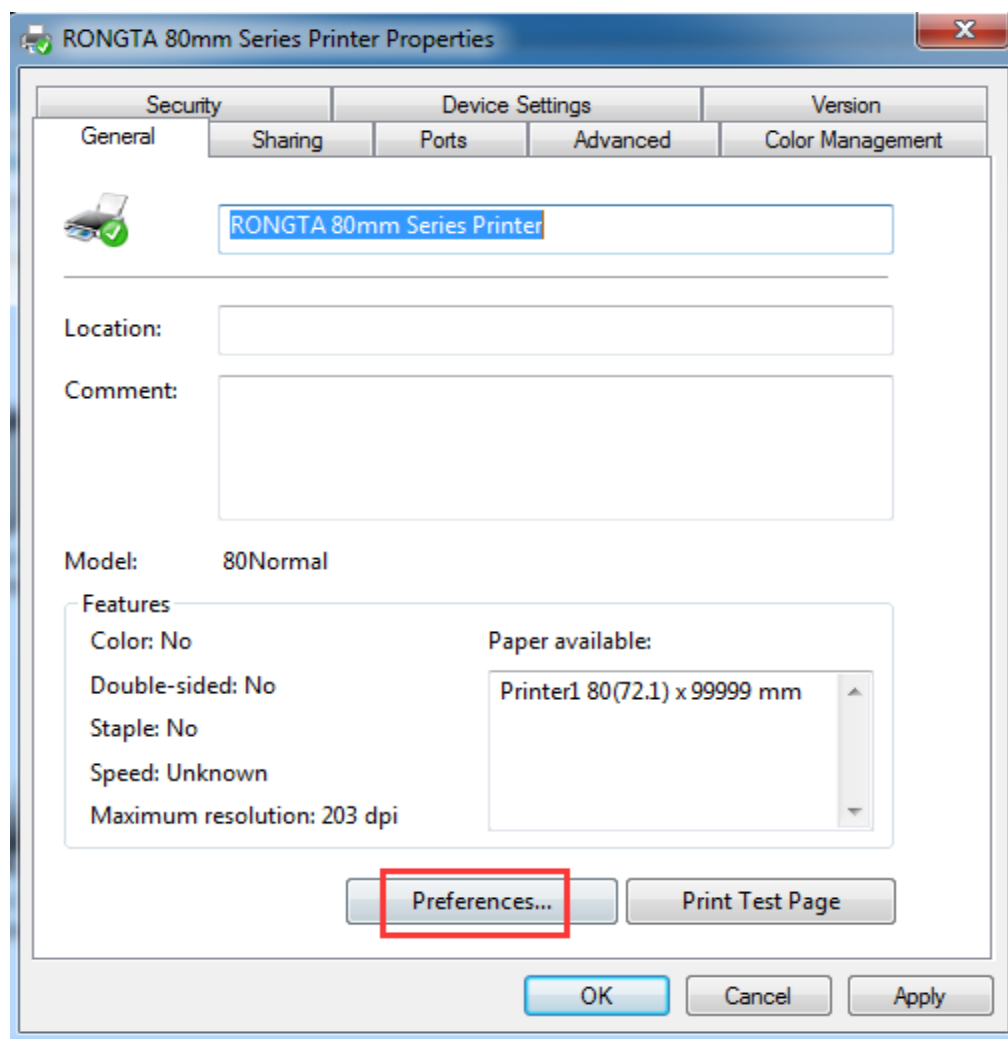 RONGTA 80mm Series Printer Properties
X
Security Device Settings Version
General Sharing Ports Advanced Color Management
RONGTA 80mm Series Printer
Location:
Comment:
Model: 80Normal
Features
Color: No Paper available:
Double-sided: No Printer1 80(72.1) x 99999 mm
Staple: No
Speed: Unknown
Maximum resolution: 203 dpi
Preferences... Print Test Page
OK Cancel Apply